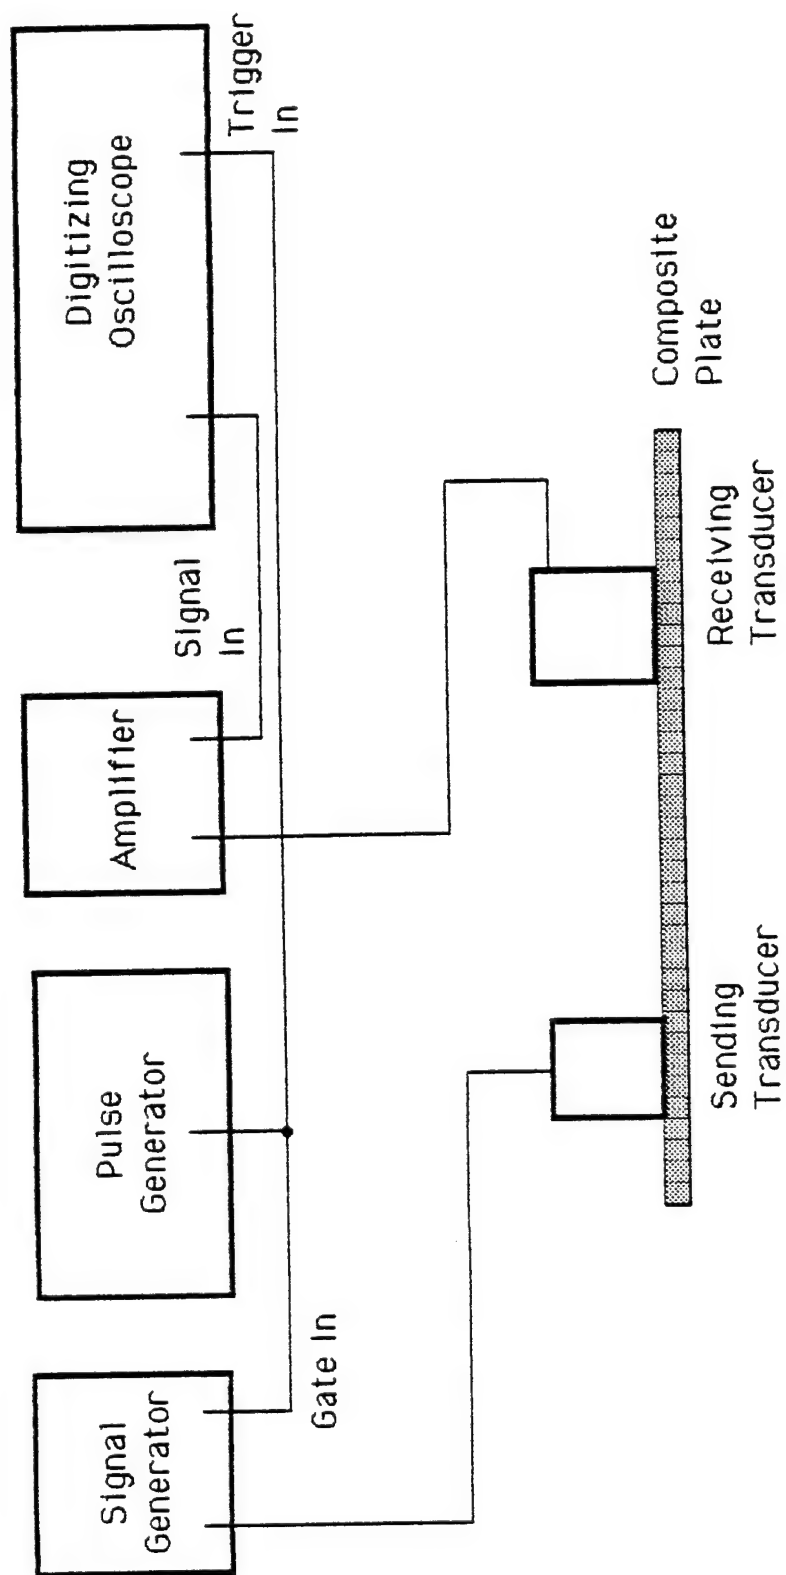 Signal
Generator
Pulse
Generator
Amplifier
Digitizing
Oscilloscope
Gate In
Signal
In
Trigger
In
Sending
Transducer
Receiving
Transducer
Composite
Plate